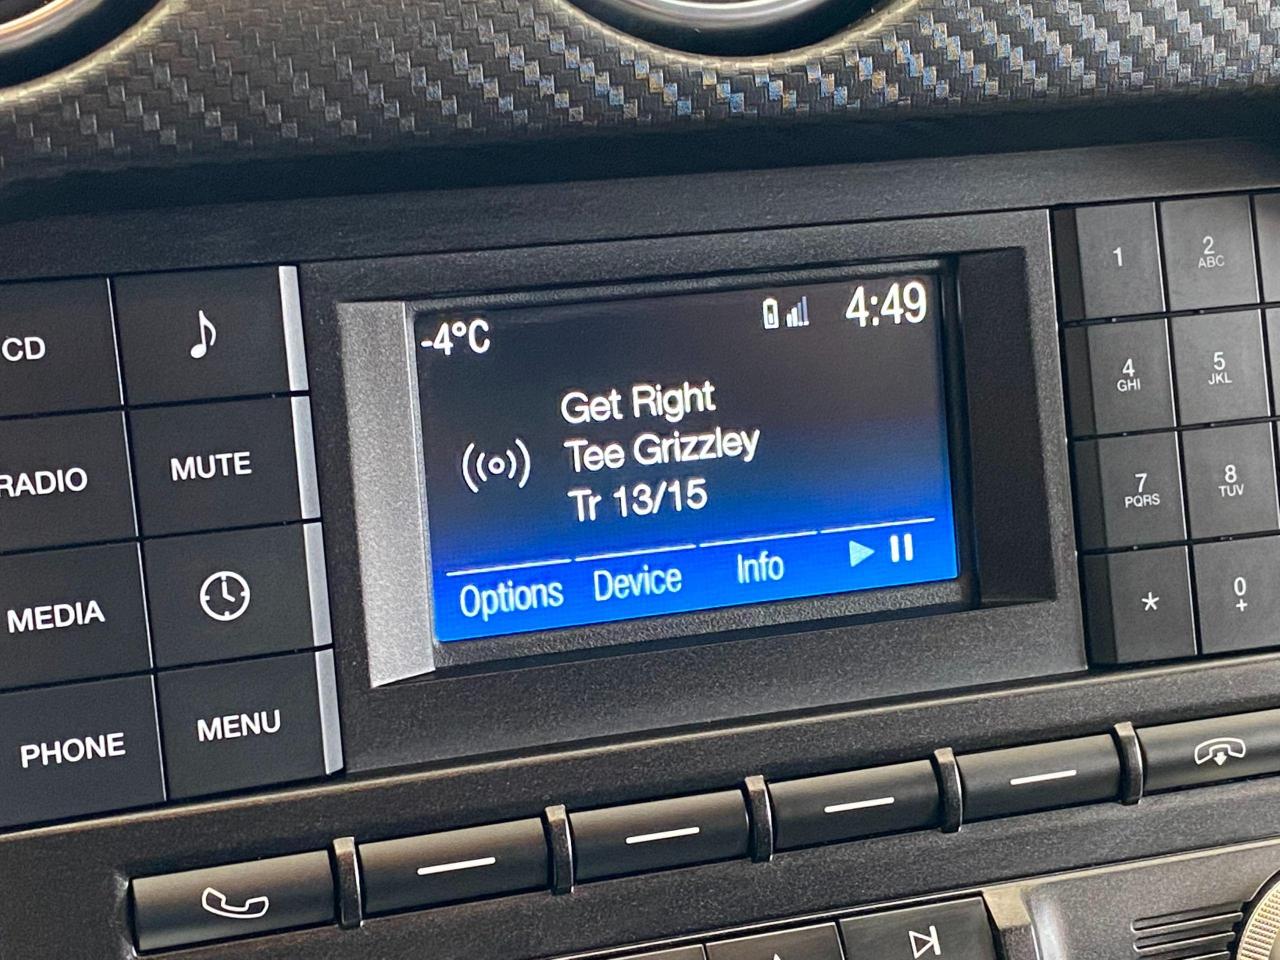 -4°C
4:49
Get Right
Tee Grizzley
Tr 13/15
Options Device Info
CD
RADIO
MUTE
MEDIA
PHONE
MENU
1
2
ABC
4
GHI
5
JKL
7
PQRS
8
TUV
*
0
+